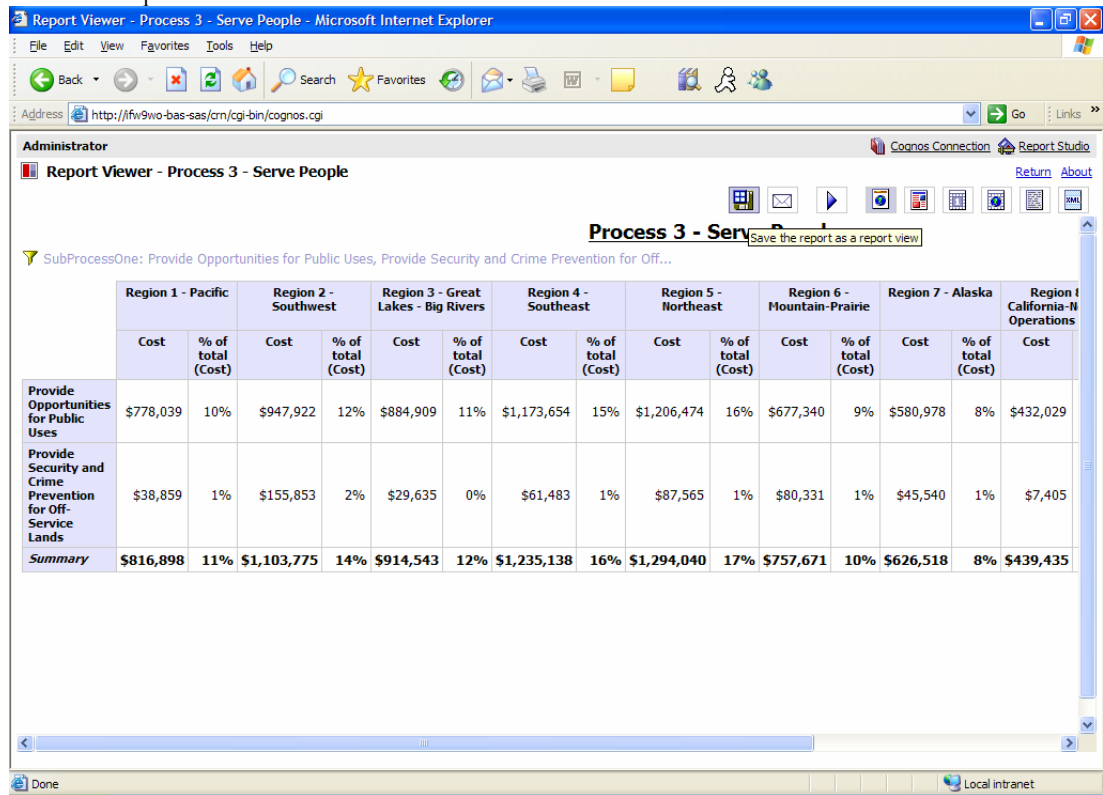 Report Viewer - Process 3 - Serve People - Microsoft Internet Explorer
File Edit View Favorites Tools Help
Back Search Favorites
Address http://ifw9wo-bas-sas/crn/cgi-bin/cognos.cgi Go Links »
Administrator Cognos Connection Report Studio
Report Viewer - Process 3 - Serve People Return About
XML
Process 3 - Serve
Save the report as a report view
SubProcessOne: Provide Opportunities for Public Uses, Provide Security and Crime Prevention for Off...
Region 1 - Pacific Region 2 - Region 3 - Great Region 4 - Region 5 - Region 6 - Region 7 - Alaska Region
Southwest Lakes - Big Rivers Southeast Northeast Mountain-Prairie California-N
Operations
Cost % of Cost % of Cost % of Cost % of Cost % of Cost % of Cost % of Cost
total total total total total total total
(Cost) (Cost) (Cost) (Cost) (Cost) (Cost) (Cost)
Provide
Opportunities
for Public
Uses
$778,039 10% $947,922 12% $884,909 11% $1,173,654 15% $1,206,474 16% $677,340 9% $580,978 8% $432,029
Provide
Security and
Crime
Prevention
for Off-
Service
Lands
$38,859 1% $155,853 2% $29,635 0% $61,483 1% $87,565 1% $80,331 1% $45,540 1% $7,405
Summary $816,898 11% $1,103,775 14% $914,543 12% $1,235,138 16% $1,294,040 17% $757,671 10% $626,518 8% $439,435
Done Local intranet